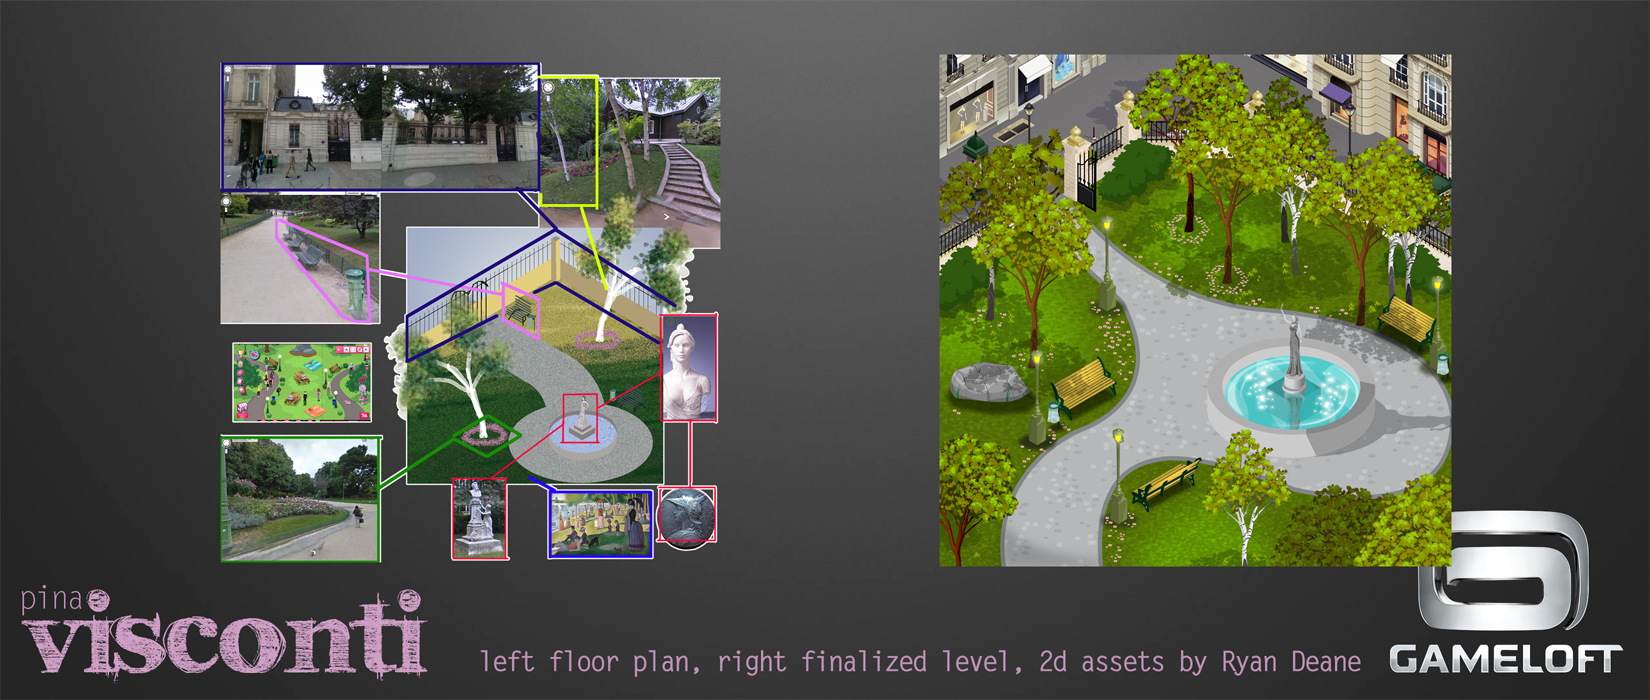 pina
visconti
left floor plan, right finalized level, 2d assets by Ryan Deane
GAMELOFT